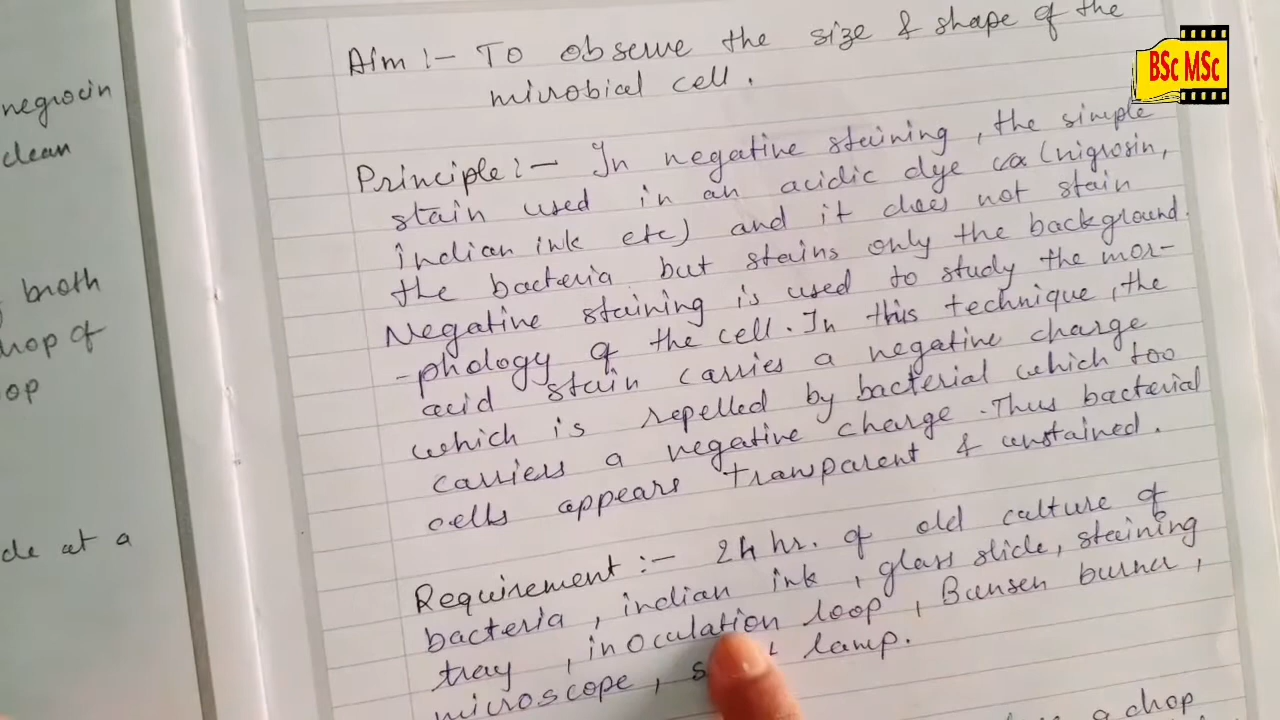 negrocin
clean
broth
op
de at a
BSc MSc
Aim :- To observe the size & shape of the
microbical cell.
Principle :- In negative staining, the simple
stain used in an acidic dye (nigrosin,
indian ink etc) and it does not stain
the bacteria but stains only the background.
Negative staining is used to study the mor-
-phology of the cell. In this technique, the
acid stain carries a negative charge
which is repelled by bacterial which too
carriers a negative charge. Thus bacterial
cells appears transparent & unstained.
Requirement :- 24 hr. of old culture of
bacteria, indian ink, glass slide, staining
tray, inoculation loop, Bunsen burner,
microscope, lamp.